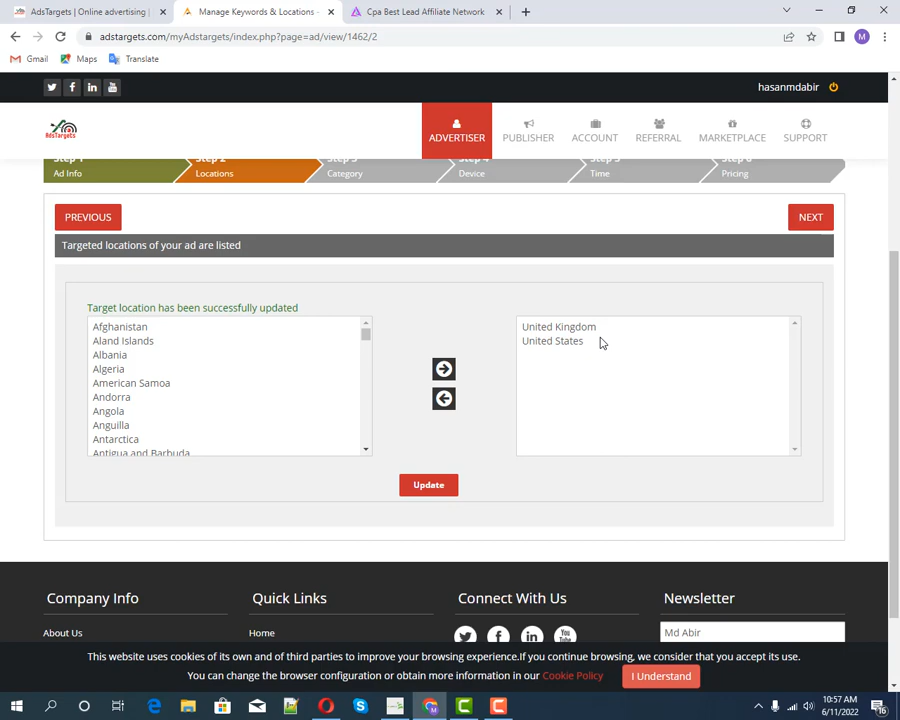 AdsTargets | Online advertising |
Manage Keywords & Locations -
Cpa Best Lead Affiliate Network
adstargets.com/myAdstargets/index.php?page=ad/view/1462/2
M
Gmail
Maps
Translate
hasanmdabir
AdsTargets
ADVERTISER
PUBLISHER
ACCOUNT
REFERRAL
MARKETPLACE
SUPPORT
Step 1
Step 2
Step 3
Step 4
Step 5
Step 6
Ad Info
Locations
Category
Device
Time
Pricing
PREVIOUS
NEXT
Targeted locations of your ad are listed
Target location has been successfully updated
Afghanistan
Aland Islands
Albania
Algeria
American Samoa
Andorra
Angola
Anguilla
Antarctica
Antigua and Barbuda
United Kingdom
United States
Update
Company Info
Quick Links
Connect With Us
Newsletter
About Us
Home
Md Abir
This website uses cookies of its own and of third parties to improve your browsing experience.If you continue browsing, we consider that you accept its use.
You can change the browser configuration or obtain more information in our Cookie Policy
I Understand
10:57 AM
6/11/2022
16